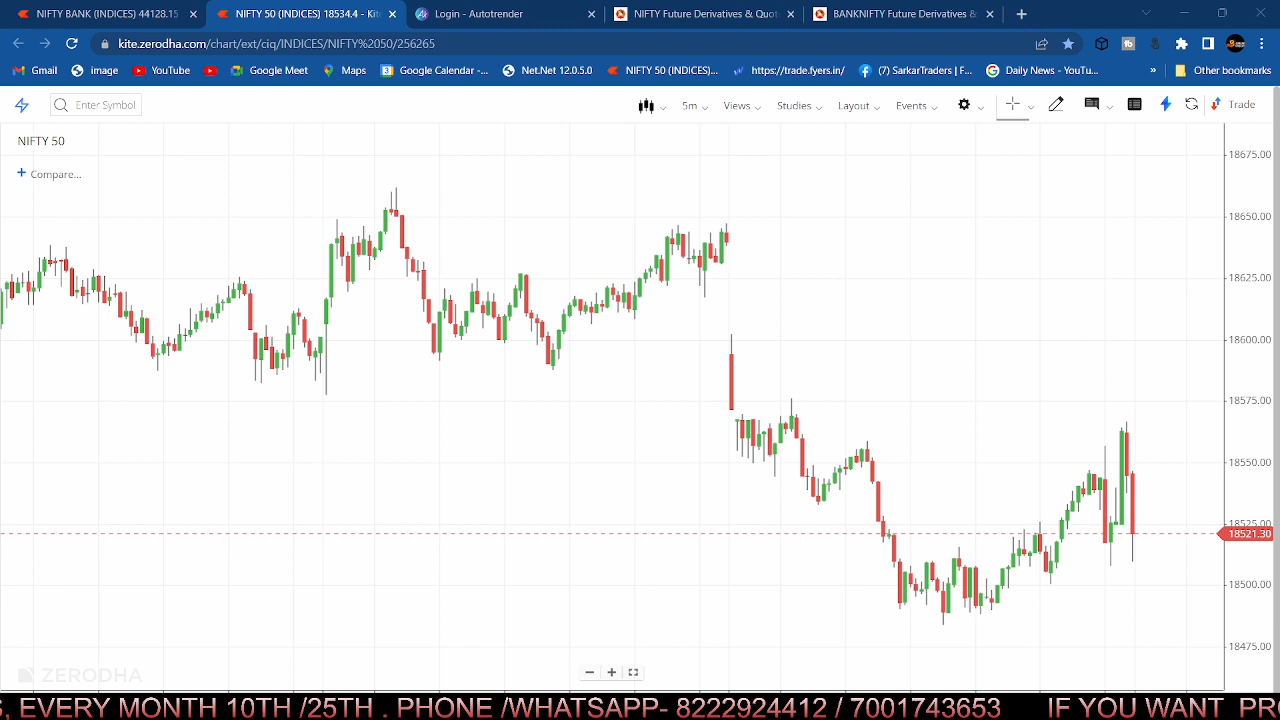 NIFTY BANK (INDICES) 44128.15
NIFTY 50 (INDICES) 18534.4 - Kite
Login - Autotrender
NIFTY Future Derivatives & Quot
BANKNIFTY Future Derivatives &
kite.zerodha.com/chart/ext/ciq/INDICES/NIFTY%2050/256265
Gmail image YouTube Google Meet Maps Google Calendar -... Net.Net 12.0.5.0 NIFTY 50 (INDICES)... https://trade.fyers.in/ (7) SarkarTraders | F... Daily News - YouTu... » Other bookmarks
Enter Symbol 5m Views Studies Layout Events Trade
NIFTY 50
+ Compare...
18675.00
18650.00
18625.00
18600.00
18575.00
18550.00
18525.00
18521.30
18500.00
18475.00
ZERODHA
S, EVERY MONTH 10TH /25TH . PHONE /WHATSAPP- 8222924412 / 7001743653 IF YOU WANT PR